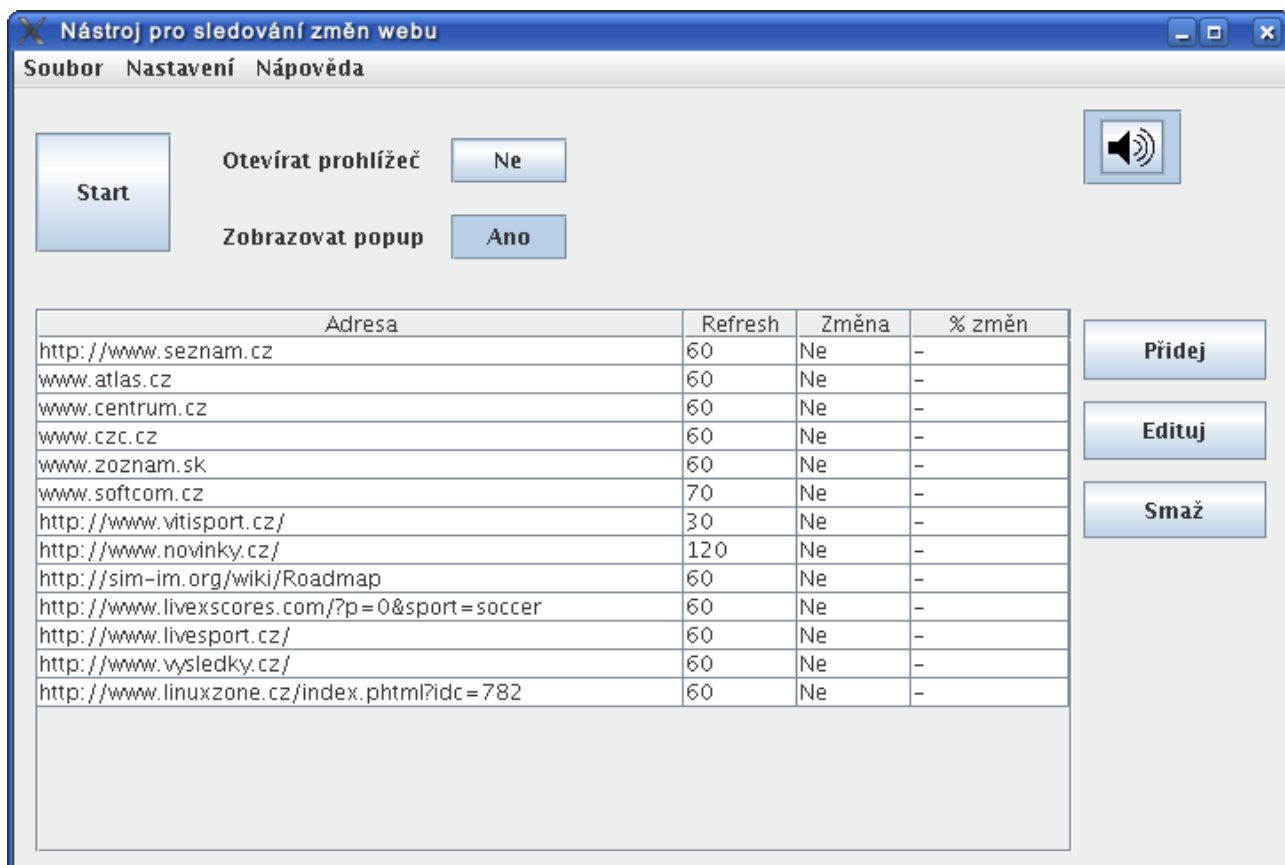 Nástroj pro sledování změn webu
Soubor Nastavení Nápověda
Start
Otevírat prohlížeč Ne
Zobrazovat popup Ano
Adresa Refresh Změna % změn
http://www.seznam.cz 60 Ne -
www.atlas.cz 60 Ne -
www.centrum.cz 60 Ne -
www.czc.cz 60 Ne -
www.zoznam.sk 60 Ne -
www.softcom.cz 70 Ne -
http://www.vitisport.cz/ 30 Ne -
http://www.novinky.cz/ 120 Ne -
http://sim-im.org/wiki/Roadmap 60 Ne -
http://www.livexscores.com/?p=0&sport=soccer 60 Ne -
http://www.livesport.cz/ 60 Ne -
http://www.vysledky.cz/ 60 Ne -
http://www.linuxzone.cz/index.phtml?idc=782 60 Ne -
Přidej
Edituj
Smaž